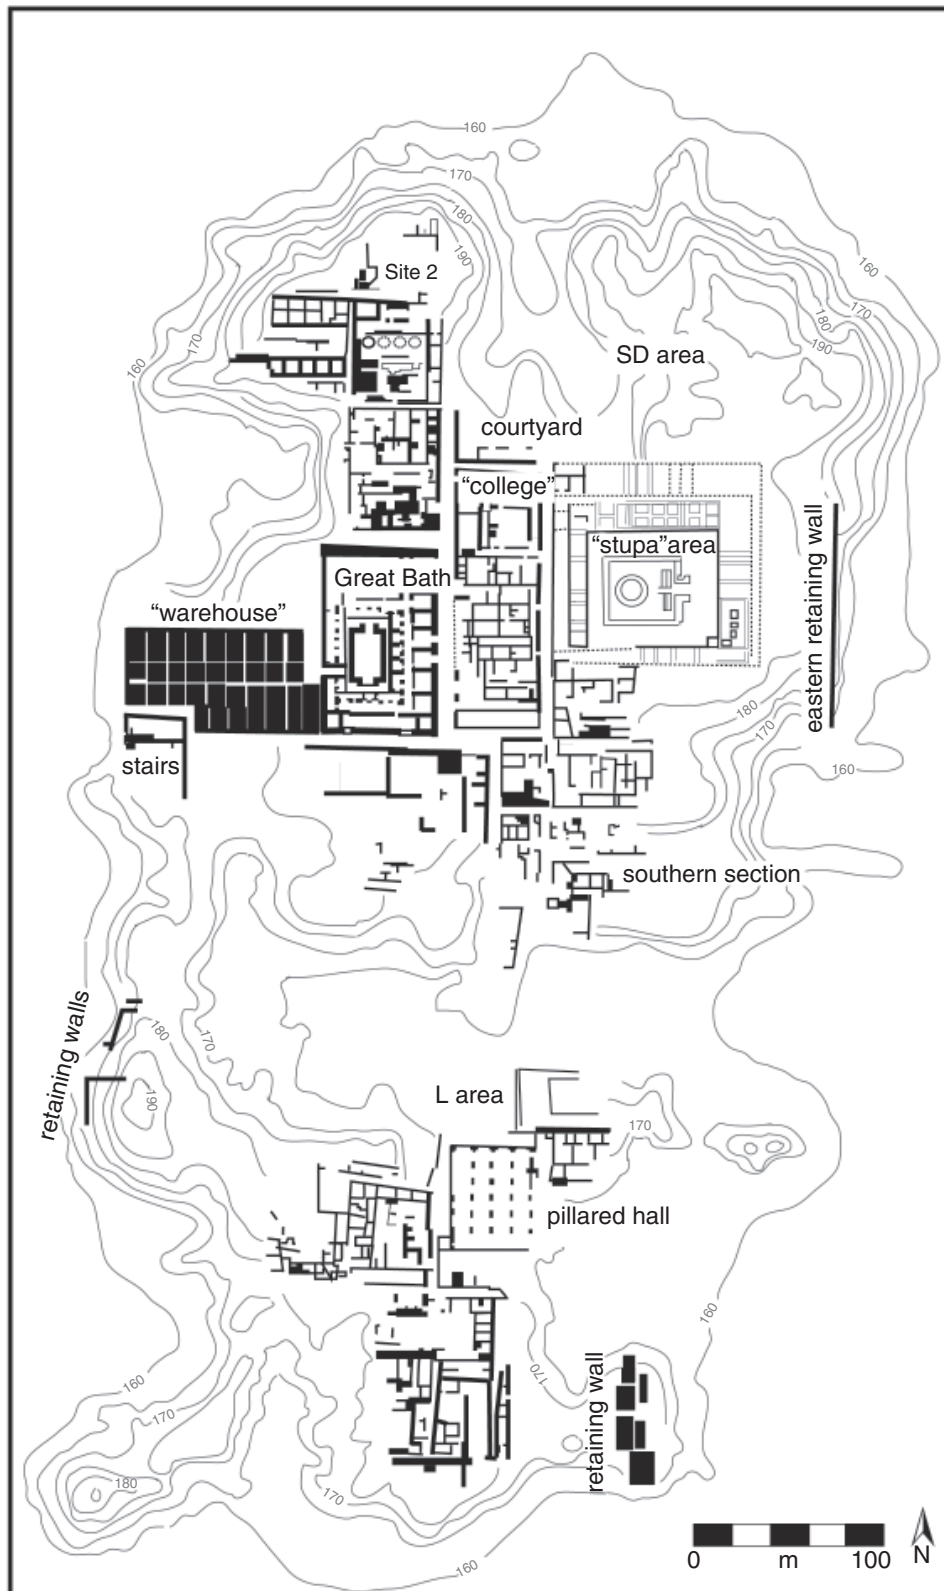 160
170
180
190
Site 2
160
170
180
190
SD area
170
160
courtyard
“college”
“stupa”area
Great Bath
“warehouse”
eastern retaining wall
180
170
160
stairs
southern section
retaining walls
180
170
190
L area
170
pillared hall
160
170
retaining wall
160
170
180
170
160
0 m 100
N